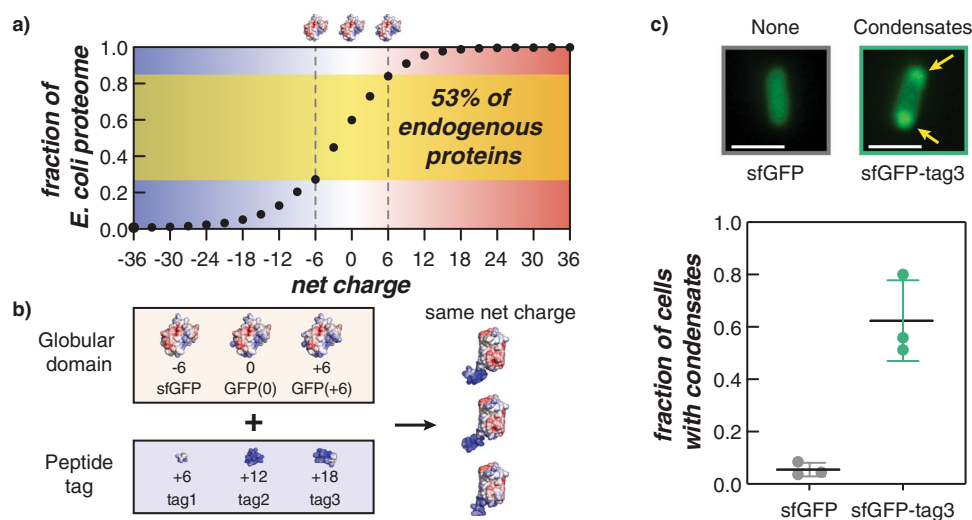 a)
fraction of
E. coli proteome
1.0
0.8
0.6
0.4
0.2
0.0
53% of
endogenous
proteins
-36 -30 -24 -18 -12 -6 0 6 12 18 24 30 36
net charge
b)
Globular
domain
-6 0 +6
sfGFP GFP(0) GFP(+6)
+
Peptide
tag
+6 +12 +18
tag1 tag2 tag3
same net charge
c)
None Condensates
sfGFP sfGFP-tag3
fraction of cells
with condensates
1.0
0.8
0.6
0.4
0.2
0.0
sfGFP sfGFP-tag3